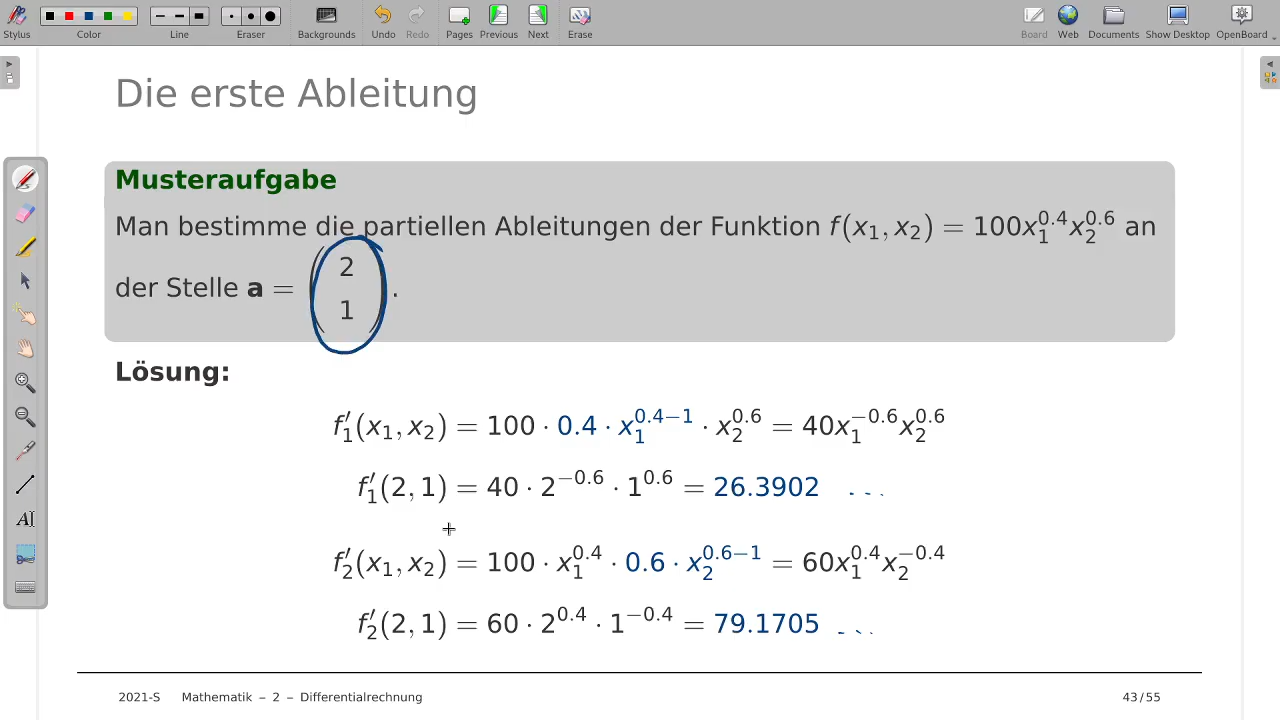 Stylus Color Line Eraser Backgrounds Undo Redo Pages Previous Next Erase Board Web Documents Show Desktop OpenBoard
Die erste Ableitung
Musteraufgabe
Man bestimme die partiellen Ableitungen der Funktion f(x₁, x₂) = 100x₁^0.4 x₂^0.6 an
der Stelle a = (2 1).
Lösung:
f′₁(x₁, x₂) = 100 · 0.4 · x₁^(0.4−1) · x₂^0.6 = 40x₁^−0.6 x₂^0.6
f′₁(2, 1) = 40 · 2^−0.6 · 1^0.6 = 26.3902 ...
f′₂(x₁, x₂) = 100 · x₁^0.4 · 0.6 · x₂^(0.6−1) = 60x₁^0.4 x₂^−0.4
f′₂(2, 1) = 60 · 2^0.4 · 1^−0.4 = 79.1705 ...
2021-S Mathematik – 2 – Differentialrechnung 43/55